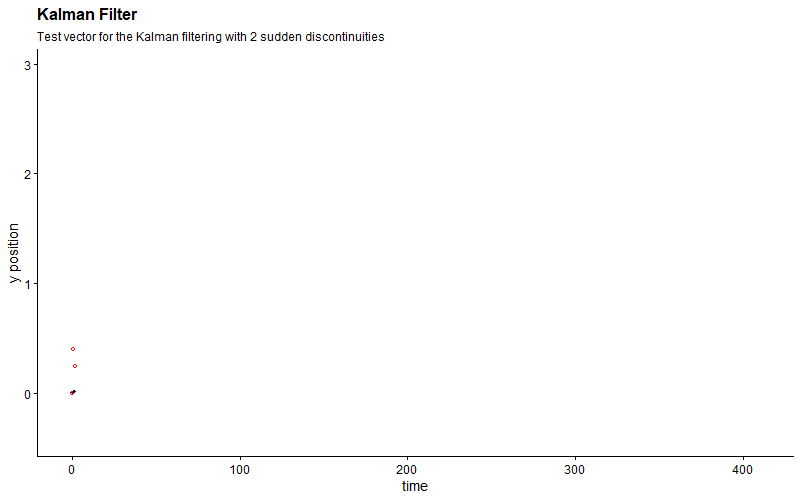 Kalman Filter
Test vector for the Kalman filtering with 2 sudden discontinuities
3
2
1
0
y position
0 100 200 300 400
time